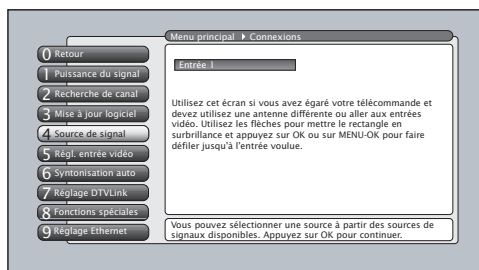 Menu principal ▶ Connexions
0 Retour
1 Puissance du signal
2 Recherche de canal
3 Mise à jour logiciel
4 Source de signal
5 Régl. entrée vidéo
6 Syntonisation auto
7 Réglage DTVLink
8 Fonctions spéciales
9 Réglage Ethernet
Entrée 1
Utilisez cet écran si vous avez égaré votre télécommande et
devez utilisez une antenne différente ou aller aux entrées
vidéo. Utilisez les flèches pour mettre le rectangle en
surbrillance et appuyez sur OK ou sur MENU-OK pour faire
défiler jusqu'à l'entrée voulue.
Vous pouvez sélectionner une source à partir des sources de
signaux disponibles. Appuyez sur OK pour continuer.